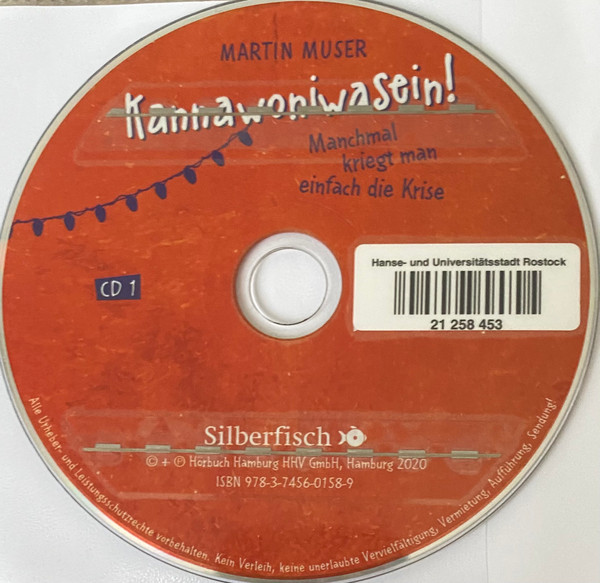 MARTIN MUSER
Kannawoniwasein!
Manchmal
kriegt man
einfach die Krise
CD 1
Hanse- und Universitätsstadt Rostock
21 258 453
Silberfisch
© + ℗ Hörbuch Hamburg HHV GmbH, Hamburg 2020
ISBN 978-3-7456-0158-9
Alle Urheber- und Leistungsschutzrechte vorbehalten. Kein Verleih, keine unerlaubte Vervielfältigung, Vermietung, Aufführung, Sendung!